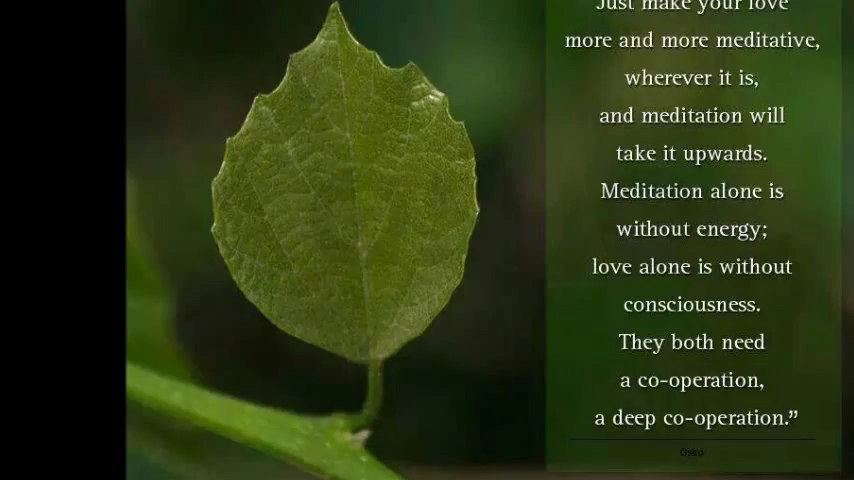 Just make your love
more and more meditative,
wherever it is,
and meditation will
take it upwards.
Meditation alone is
without energy;
love alone is without
consciousness.
They both need
a co-operation,
a deep co-operation.”
Osho